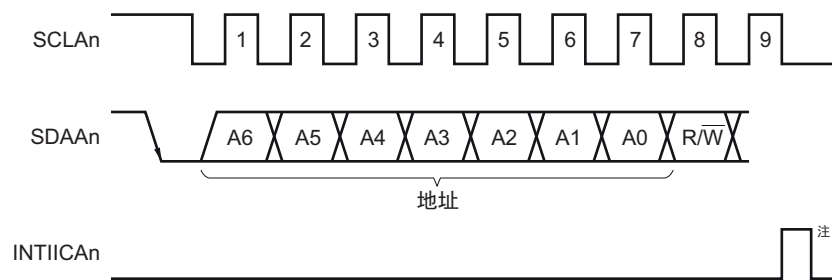 SCLAn 1 2 3 4 5 6 7 8 9
SDAAn A6 A5 A4 A3 A2 A1 A0 R/W̅
地址
INTIICAn 注